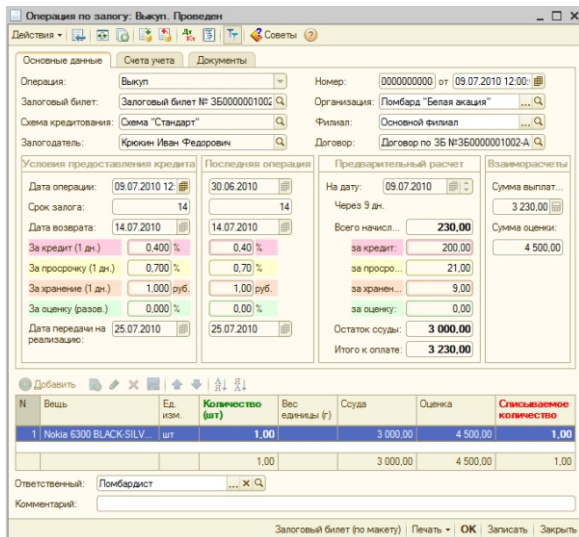 Операция по залогу: Выкуп. Проведен
Действия Дт Кт Советы
Основные данные Счета учета Документы
Операция: Выкуп Номер: 0000000000 от 09.07.2010 12:00:
Залоговый билет: Залоговый билет № ЗБ0000001002 Организация: Ломбард "Белая акация" ...
Схема кредитования: Схема "Стандарт" Филиал: Основной филиал ...
Залогодатель: Крюкин Иван Федорович Договор: Договор по ЗБ №ЗБ0000001002-А
Условия предоставления кредита Последняя операция Предварительный расчет Взаиморасчеты
Дата операции: 09.07.2010 12: 30.06.2010 На дату: 09.07.2010 Сумма выплат...
Срок залога: 14 14 Через 9 дн. 3 230,00
Дата возврата: 14.07.2010 14.07.2010 Всего начисл... 230,00 Сумма оценки:
За кредит (1 дн.) 0,400 % 0,40 % за кредит: 200,00 4 500,00
За просрочку (1 дн.) 0,700 % 0,70 % за просро... 21,00
За хранение (1 дн.) 1,000 руб. 1,00 руб. за хранен... 9,00
За оценку (разов.) 0,000 % 0,00 % за оценку: 0,00
Дата передачи на реализацию: 25.07.2010 25.07.2010 Остаток ссуды: 3 000,00
Итого к оплате: 3 230,00
Добавить
N Вещь Ед. изм. Количество (шт) Вес единицы (г) Ссуда Оценка Списываемое количество
1 Nokia 6300 BLACK-SILV... шт 1,00 3 000,00 4 500,00 1,00
1,00 3 000,00 4 500,00 1,00
Ответственный: Ломбардист ... x
Комментарий:
Залоговый билет (по макету) Печать OK Записать Закрыть